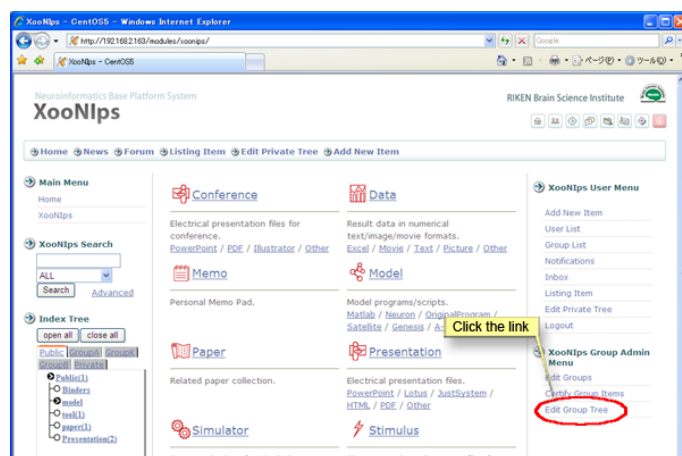 XooNIps - CentOS5 - Windows Internet Explorer
http://192.168.2.163/modules/xoonips/
Google
XooNIps - CentOS5
ページ(P)
ツール(O)
Neuroinformatics Base Platform System
XooNIps
RIKEN Brain Science Institute
Home News Forum Listing Item Edit Private Tree Add New Item
Main Menu
Home
XooNIps
XooNIps Search
ALL
Search Advanced
Index Tree
open all close all
Public GroupA GroupK
GroupB Private
Public(1)
Binders
model
tool(1)
paper(1)
Presentation(2)
Conference
Electrical presentation files for
conference.
PowerPoint / PDF / Illustrator / Other
Data
Result data in numerical
text/image/movie formats.
Excel / Movie / Text / Picture / Other
Memo
Personal Memo Pad.
Model
Model programs/scripts.
Matlab / Neuron / OriginalProgram /
Satellite / Genesis /
Click the link
Paper
Related paper collection.
Presentation
Electrical presentation files.
PowerPoint / Lotus / JustSystem /
HTML / PDF / Other
Simulator
Stimulus
XooNIps User Menu
Add New Item
User List
Group List
Notifications
Inbox
Listing Item
Edit Private Tree
Logout
XooNIps Group Admin
Menu
Edit Groups
Certify Group Items
Edit Group Tree